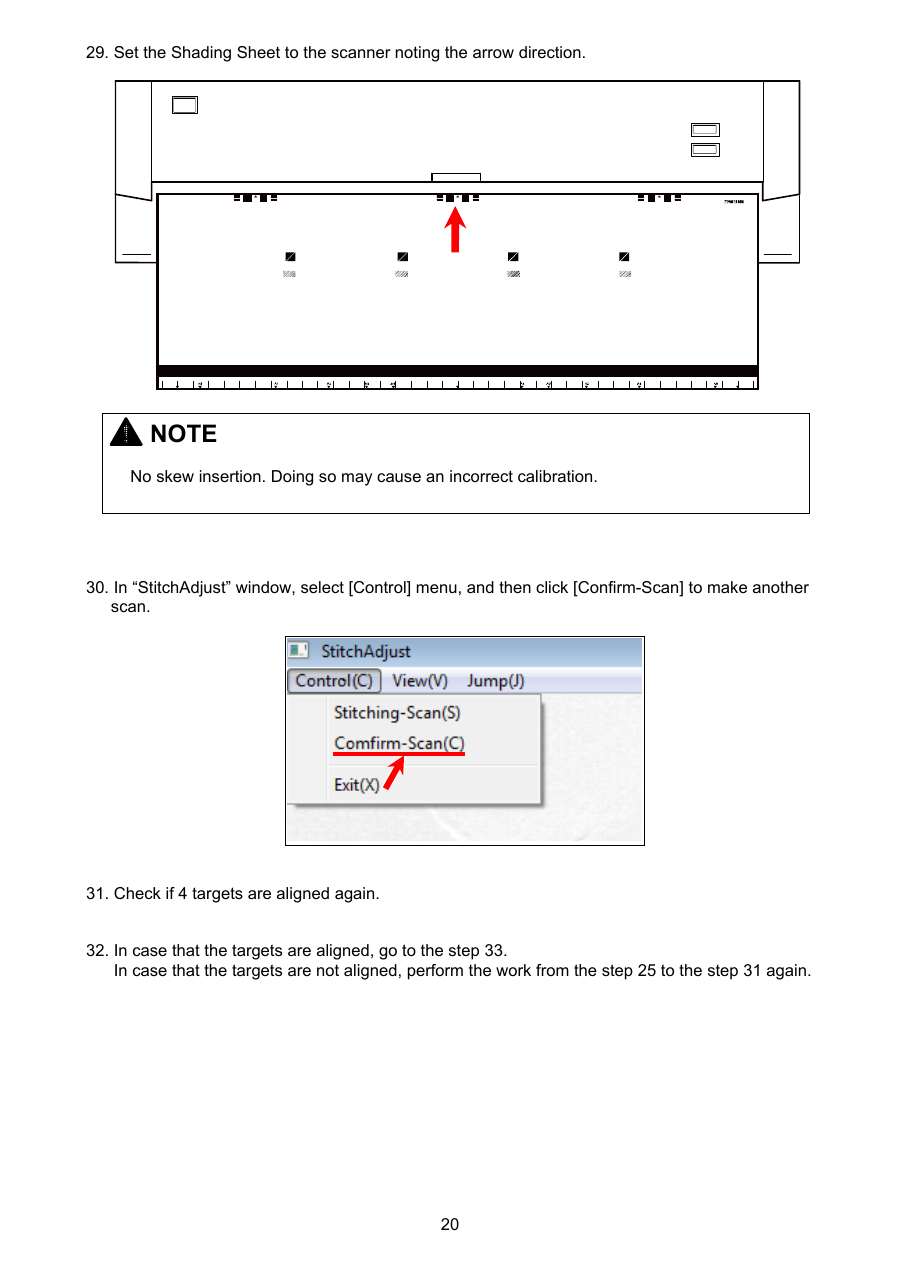 29. Set the Shading Sheet to the scanner noting the arrow direction.
NOTE
No skew insertion. Doing so may cause an incorrect calibration.
30. In “StitchAdjust” window, select [Control] menu, and then click [Confirm-Scan] to make another
scan.
StitchAdjust
Control(C) View(V) Jump(J)
Stitching-Scan(S)
Comfirm-Scan(C)
Exit(X)
31. Check if 4 targets are aligned again.
32. In case that the targets are aligned, go to the step 33.
In case that the targets are not aligned, perform the work from the step 25 to the step 31 again.
20